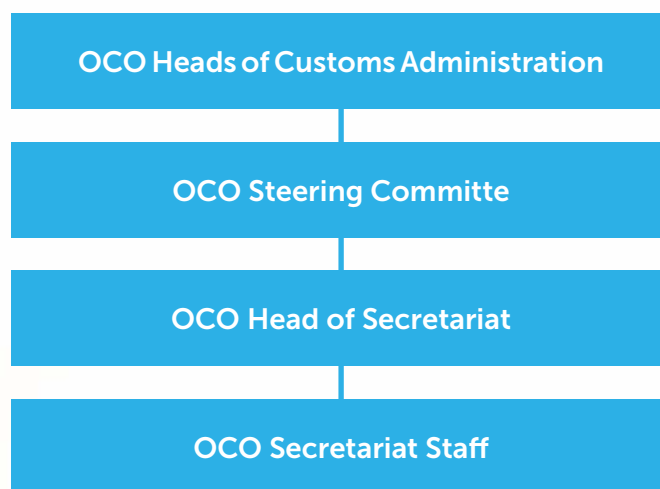 OCO Heads of Customs Administration
OCO Steering Committe
OCO Head of Secretariat
OCO Secretariat Staff